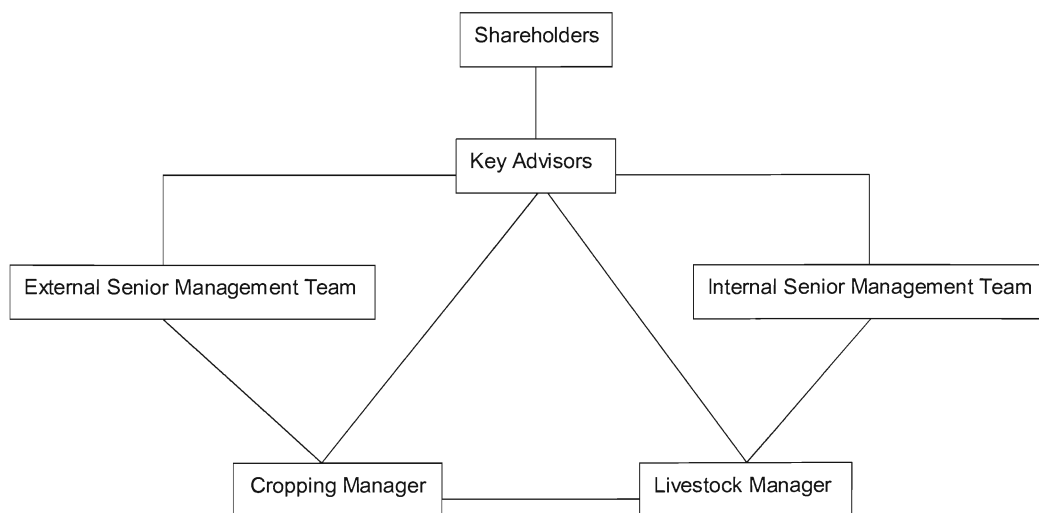 Shareholders
Key Advisors
External Senior Management Team
Internal Senior Management Team
Cropping Manager
Livestock Manager